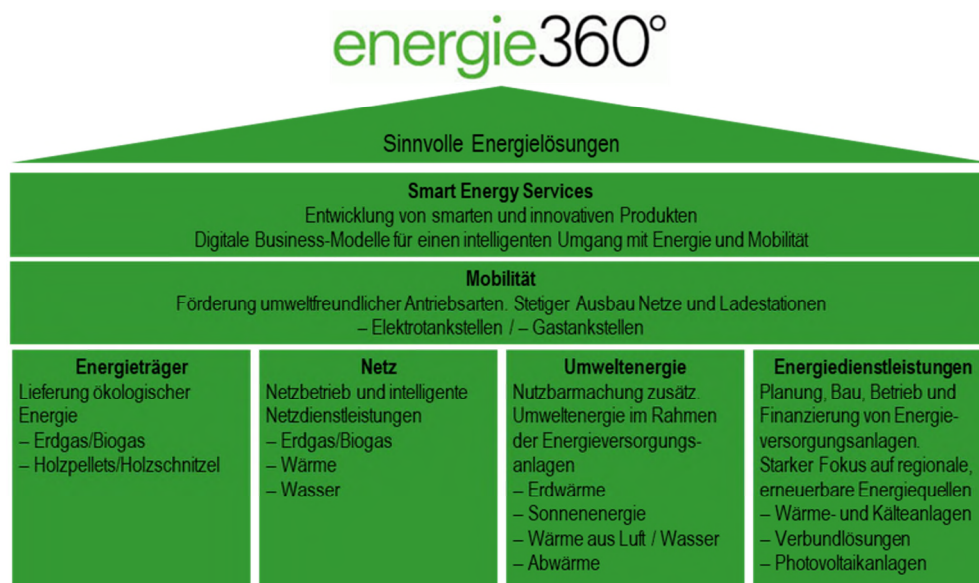 energie360°
Sinnvolle Energielösungen
Smart Energy Services
Entwicklung von smarten und innovativen Produkten
Digitale Business-Modelle für einen intelligenten Umgang mit Energie und Mobilität
Mobilität
Förderung umweltfreundlicher Antriebsarten. Stetiger Ausbau Netze und Ladestationen
– Elektrotankstellen / – Gastankstellen
Energieträger
Lieferung ökologischer
Energie
– Erdgas/Biogas
– Holzpellets/Holzschnitzel
Netz
Netzbetrieb und intelligente
Netzdienstleistungen
– Erdgas/Biogas
– Wärme
– Wasser
Umweltenergie
Nutzbarmachung zusätz.
Umweltenergie im Rahmen
der Energieversorgungs-
anlagen
– Erdwärme
– Sonnenenergie
– Wärme aus Luft / Wasser
– Abwärme
Energiedienstleistungen
Planung, Bau, Betrieb und
Finanzierung von Energie-
versorgungsanlagen.
Starker Fokus auf regionale,
erneuerbare Energiequellen
– Wärme- und Kälteanlagen
– Verbundlösungen
– Photovoltaikanlagen